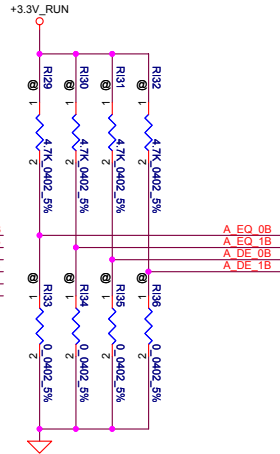 +3.3V_RUN
@
RI29
1
4.7K_0402_5%
2
@
RI30
1
4.7K_0402_5%
2
@
RI31
1
4.7K_0402_5%
2
@
RI32
1
4.7K_0402_5%
2
A_EQ_0B
A_EQ_1B
A_DE_0B
A_DE_1B
@
RI33
1
0_0402_5%
2
@
RI34
1
0_0402_5%
2
@
RI35
1
0_0402_5%
2
@
RI36
1
0_0402_5%
2